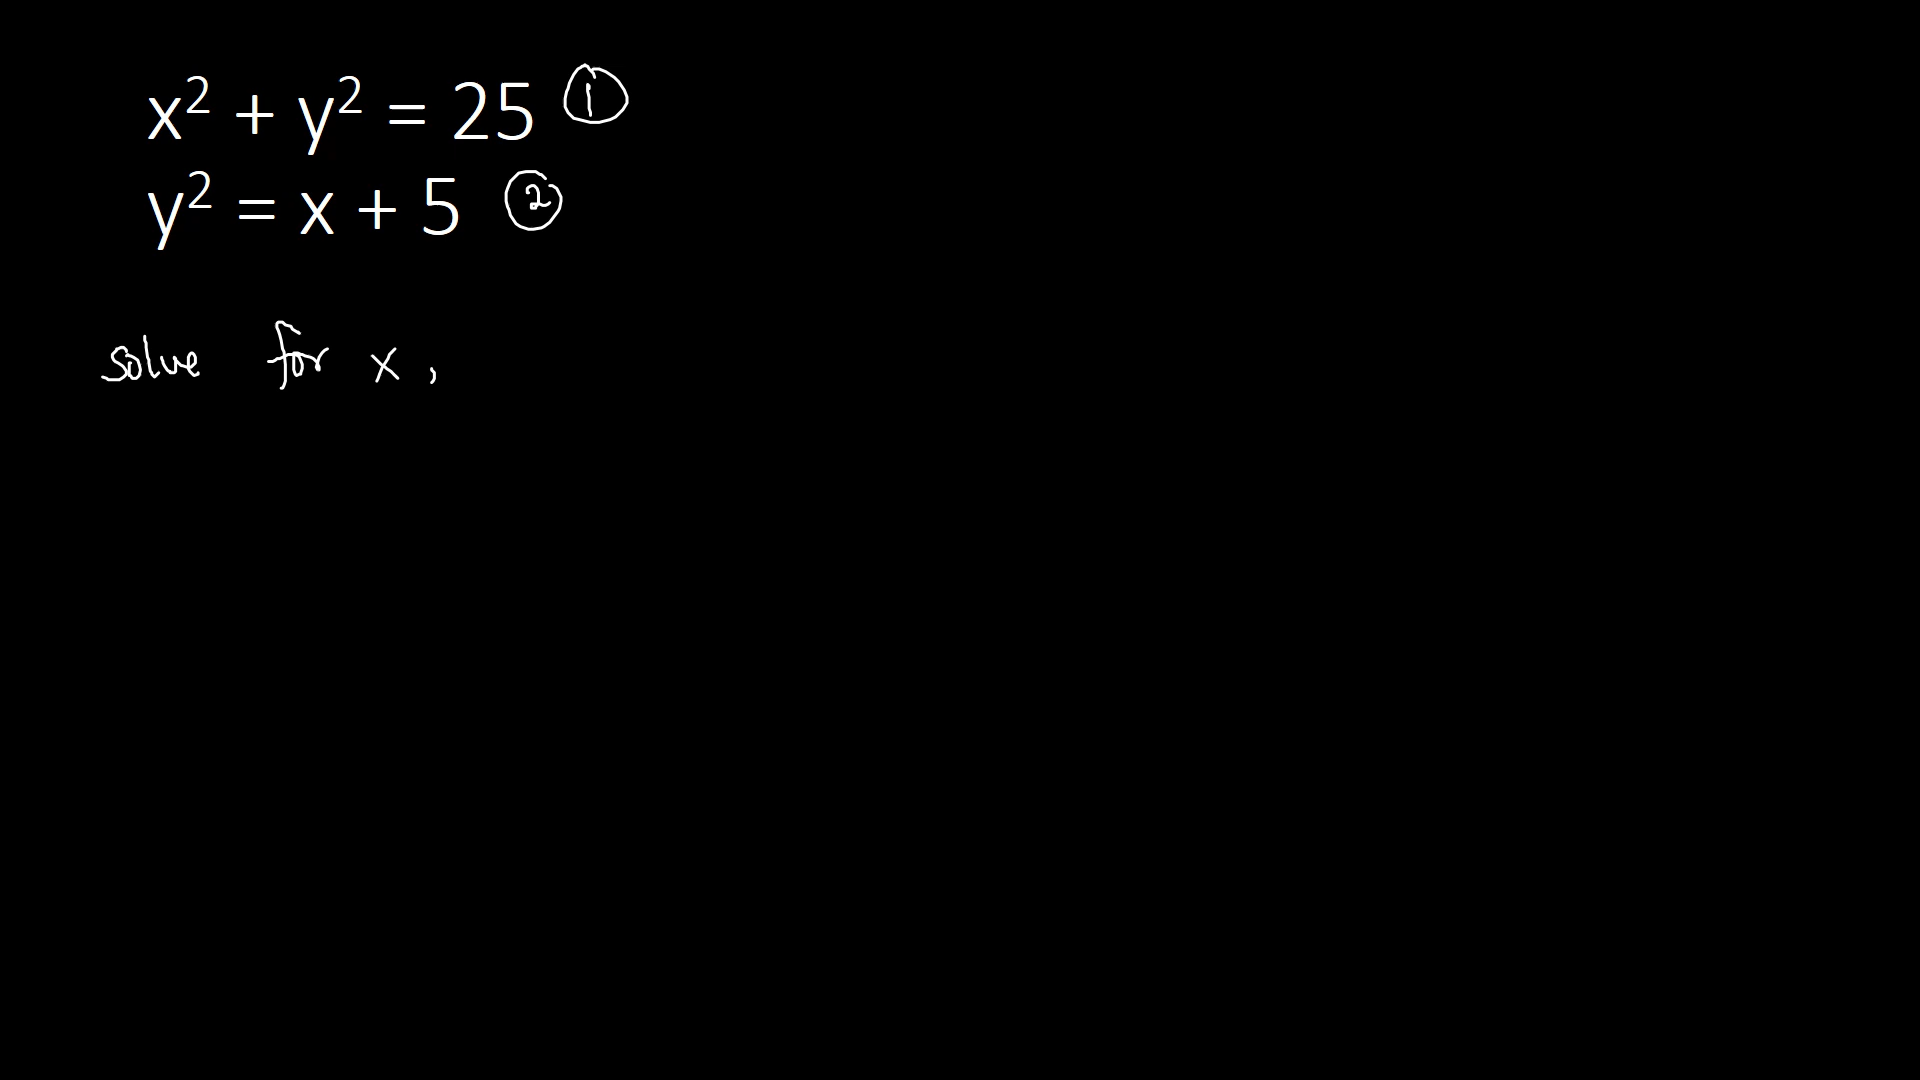 x² + y² = 25 ①
y² = x + 5 ②
solve for x ,